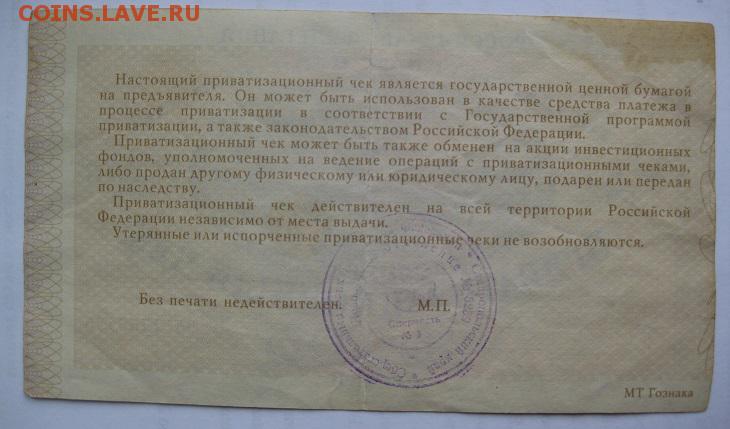 COINS.LAVE.RU
Настоящий приватизационный чек является государственной ценной бумагой
на предъявителя. Он может быть использован в качестве средства платежа в
процессе приватизации в соответствии с Государственной программой
приватизации, а также законодательством Российской Федерации.
Приватизационный чек может быть также обменен на акции инвестиционных
фондов, уполномоченных на ведение операций с приватизационными чеками,
либо продан другому физическому или юридическому лицу, подарен или передан
по наследству.
Приватизационный чек действителен на всей территории Российской
Федерации независимо от места выдачи.
Утерянные или испорченные приватизационные чеки не возобновляются.
Без печати недействителен.
М.П.
Ставропольский край
МТ Гознака